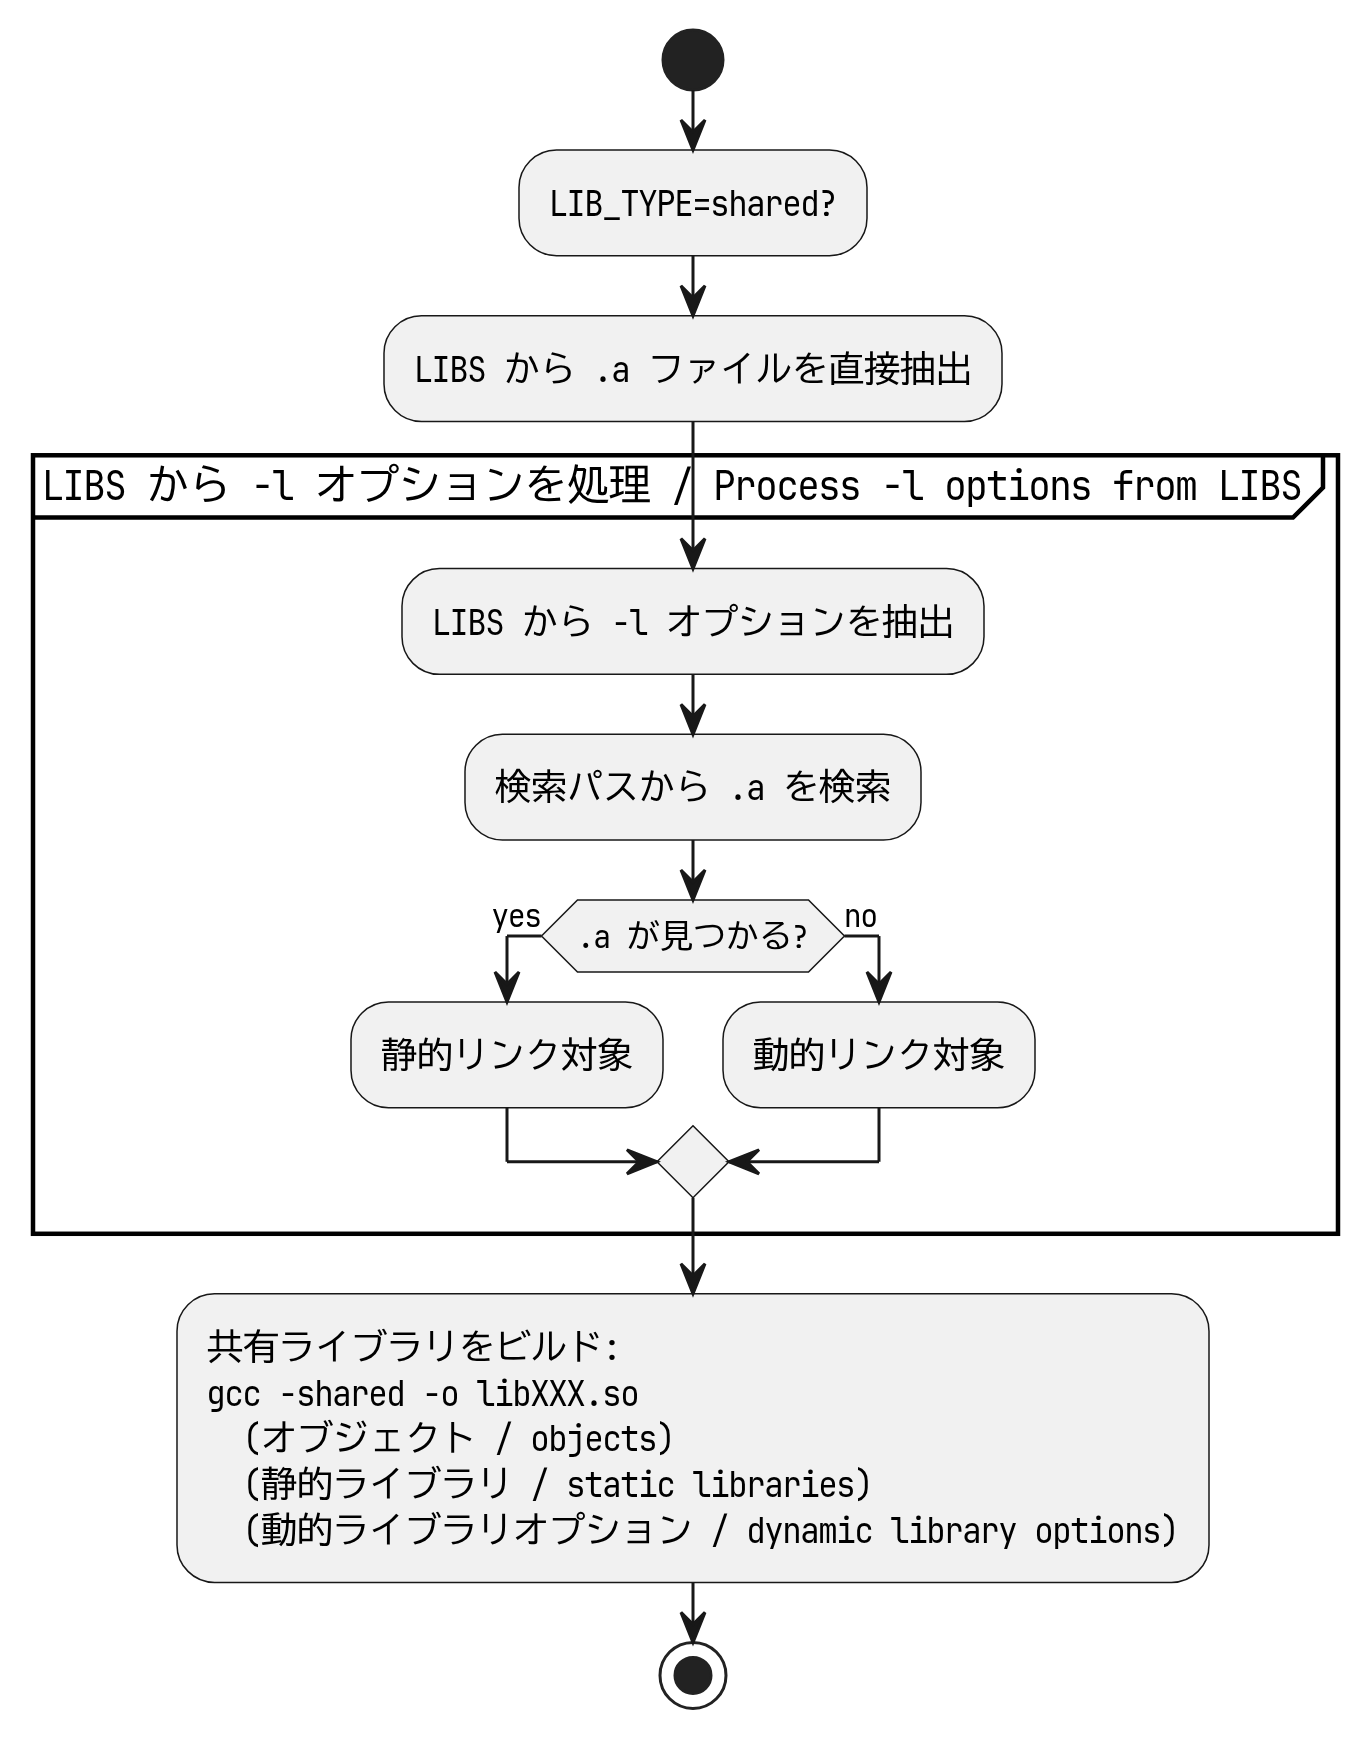 LIB_TYPE=shared?
LIBS から .a ファイルを直接抽出
LIBS から -l オプションを処理 / Process -l options from LIBS
LIBS から -l オプションを抽出
検索パスから .a を検索
yes
.a が見つかる?
no
静的リンク対象
動的リンク対象
共有ライブラリをビルド:
gcc -shared -o libXXX.so
(オブジェクト / objects)
(静的ライブラリ / static libraries)
(動的ライブラリオプション / dynamic library options)